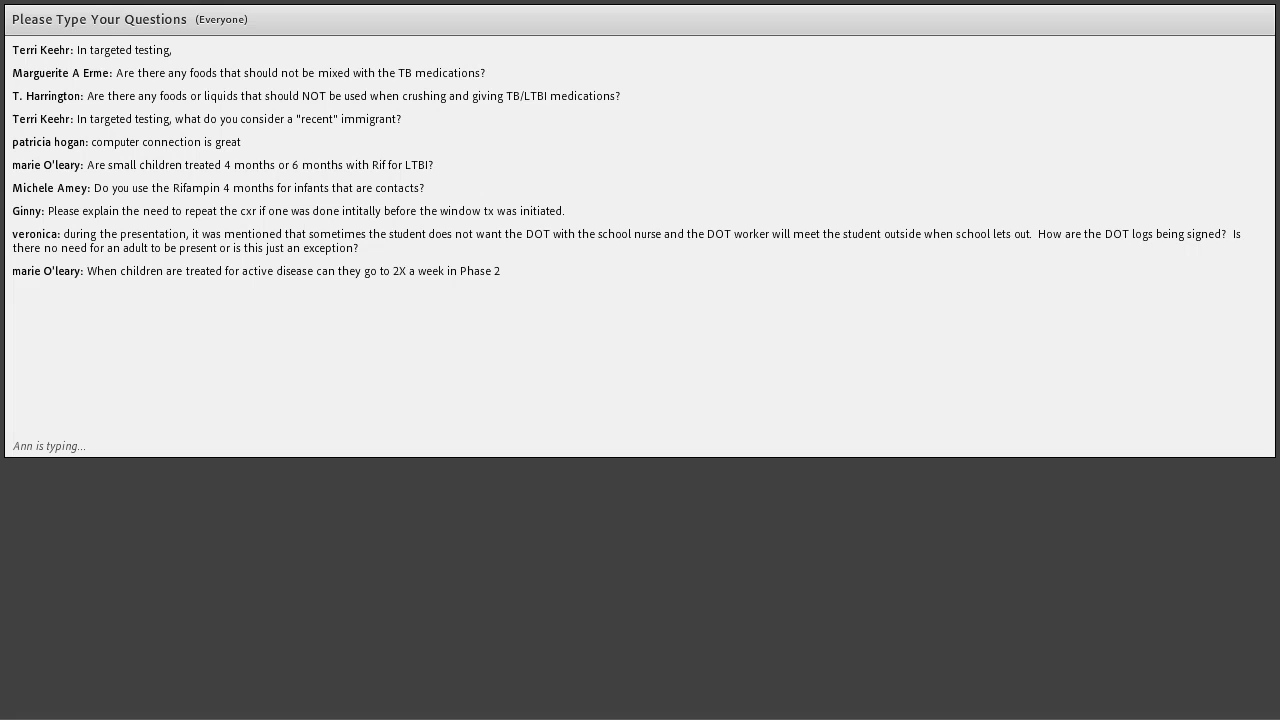 Please Type Your Questions (Everyone)
Terri Keehr: In targeted testing,
Marguerite A Erme: Are there any foods that should not be mixed with the TB medications?
T. Harrington: Are there any foods or liquids that should NOT be used when crushing and giving TB/LTBI medications?
Terri Keehr: In targeted testing, what do you consider a "recent" immigrant?
patricia hogan: computer connection is great
marie O'leary: Are small children treated 4 months or 6 months with Rif for LTBI?
Michele Amey: Do you use the Rifampin 4 months for infants that are contacts?
Ginny: Please explain the need to repeat the cxr if one was done intitally before the window tx was initiated.
veronica: during the presentation, it was mentioned that sometimes the student does not want the DOT with the school nurse and the DOT worker will meet the student outside when school lets out.  How are the DOT logs being signed?  Is
there no need for an adult to be present or is this just an exception?
marie O'leary: When children are treated for active disease can they go to 2X a week in Phase 2
Ann is typing...